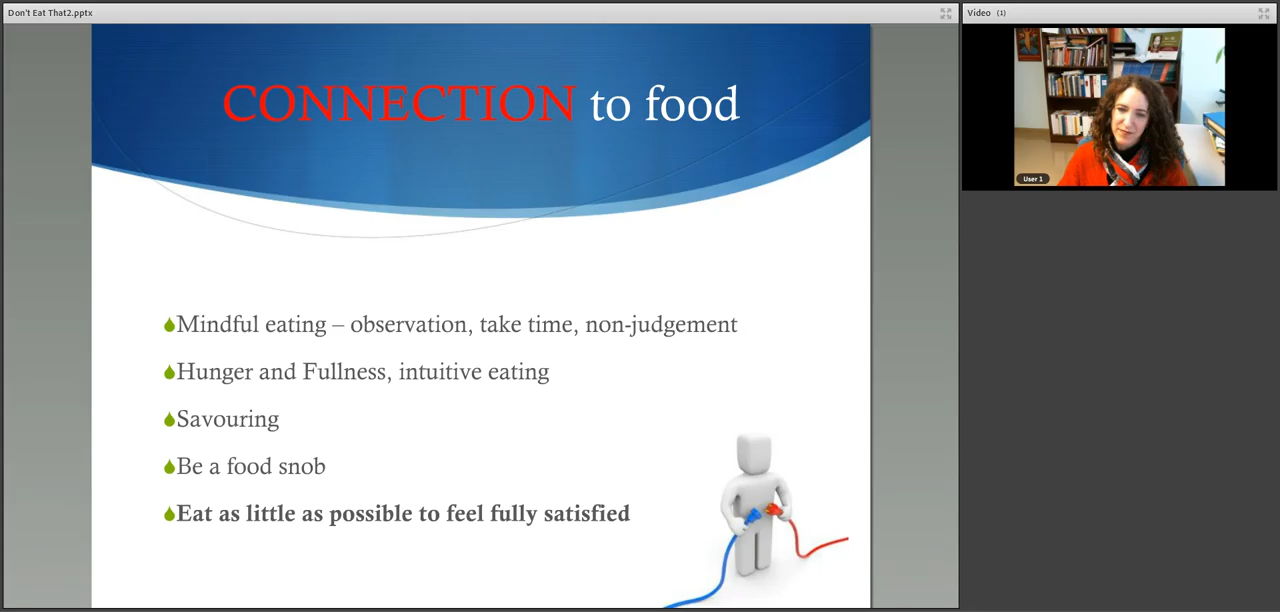 Don't Eat That2.pptx
Video (1)
CONNECTION to food
User 1
Mindful eating – observation, take time, non-judgement
Hunger and Fullness, intuitive eating
Savouring
Be a food snob
Eat as little as possible to feel fully satisfied